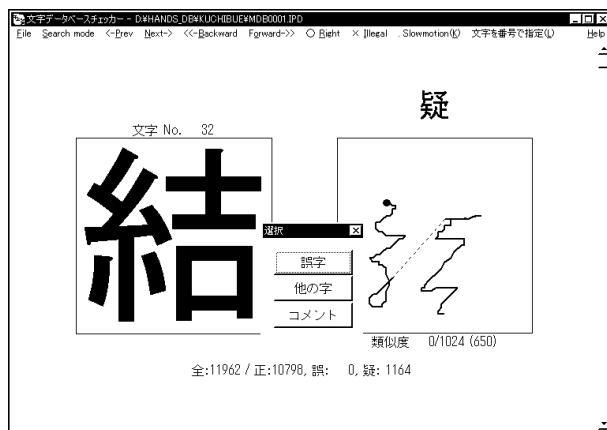 文字データベースチェッカー - D:¥HANDS_DB¥KUCHIBUE¥MDB0001.IPD
File Search mode <-Prev Next-> <<-Backward Forward->> ○ Right × Illegal . Slowmotion(K) 文字を番号で指定(L) Help
疑
文字 No. 32
結
選択
誤字
他の字
コメント
類似度 0/1024 (650)
全:11962 / 正:10798, 誤: 0, 疑: 1164